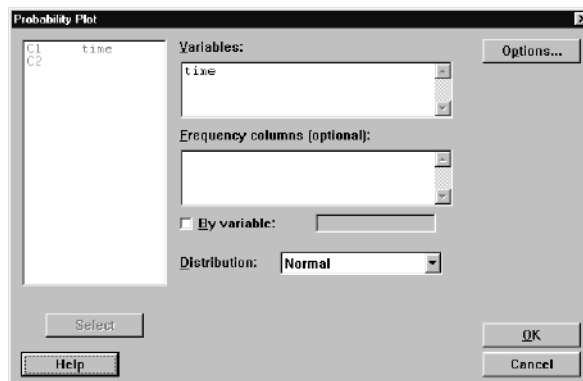 Probability Plot
C1 time
C2
Variables:
time
Options...
Frequency columns (optional):
By variable:
Distribution: Normal
Select
Help
OK
Cancel